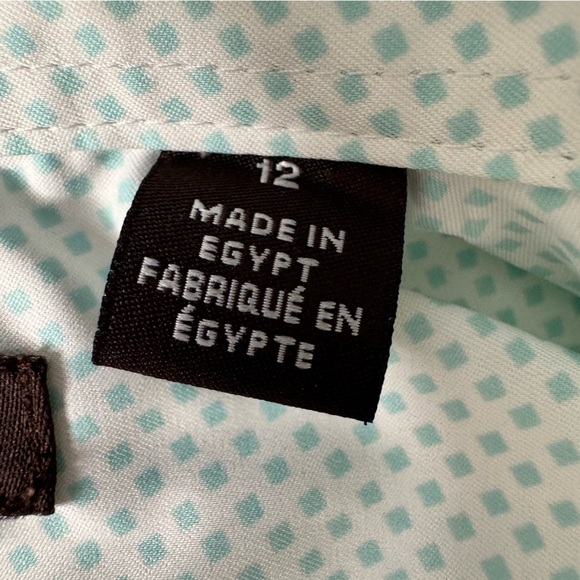 12
MADE IN
EGYPT
FABRIQUÉ EN
ÉGYPTE